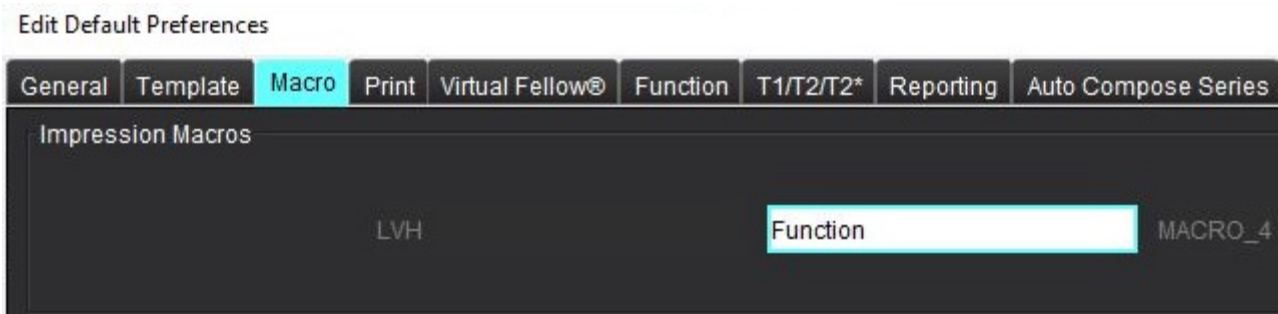 Edit Default Preferences
General Template Macro Print Virtual Fellow® Function T1/T2/T2* Reporting Auto Compose Series
Impression Macros
LVH Function MACRO_4